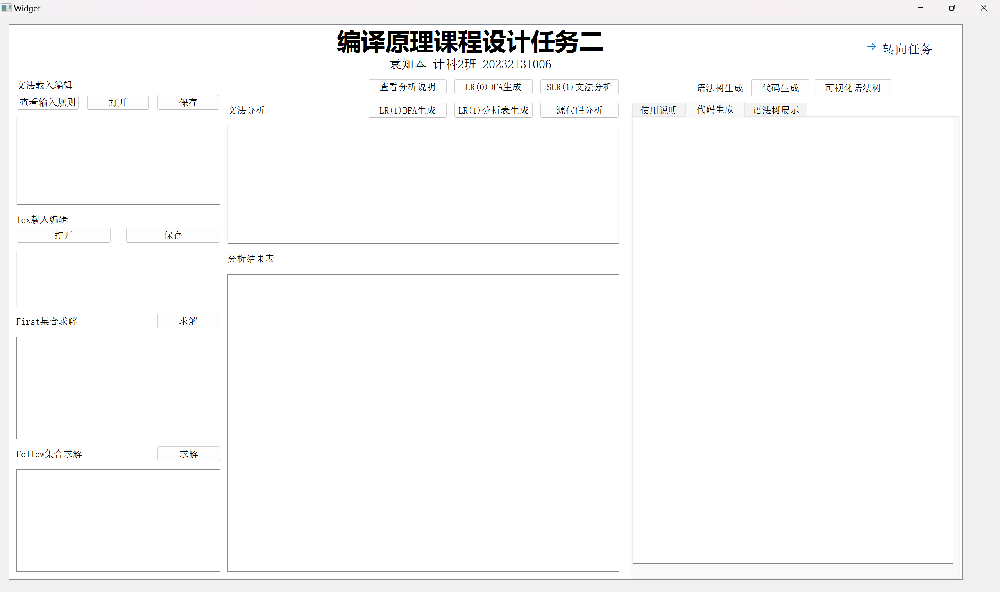 Widget
编译原理课程设计任务二
转向任务一
袁知本 计科2班 20232131006
文法载入编辑
查看输入规则 打开 保存
lex载入编辑
打开 保存
First集合求解 求解
Follow集合求解 求解
查看分析说明 LR(0)DFA生成 SLR(1)文法分析
文法分析 LR(1)DFA生成 LR(1)分析表生成 源代码分析
分析结果表
语法树生成 代码生成 可视化语法树
使用说明 代码生成 语法树展示